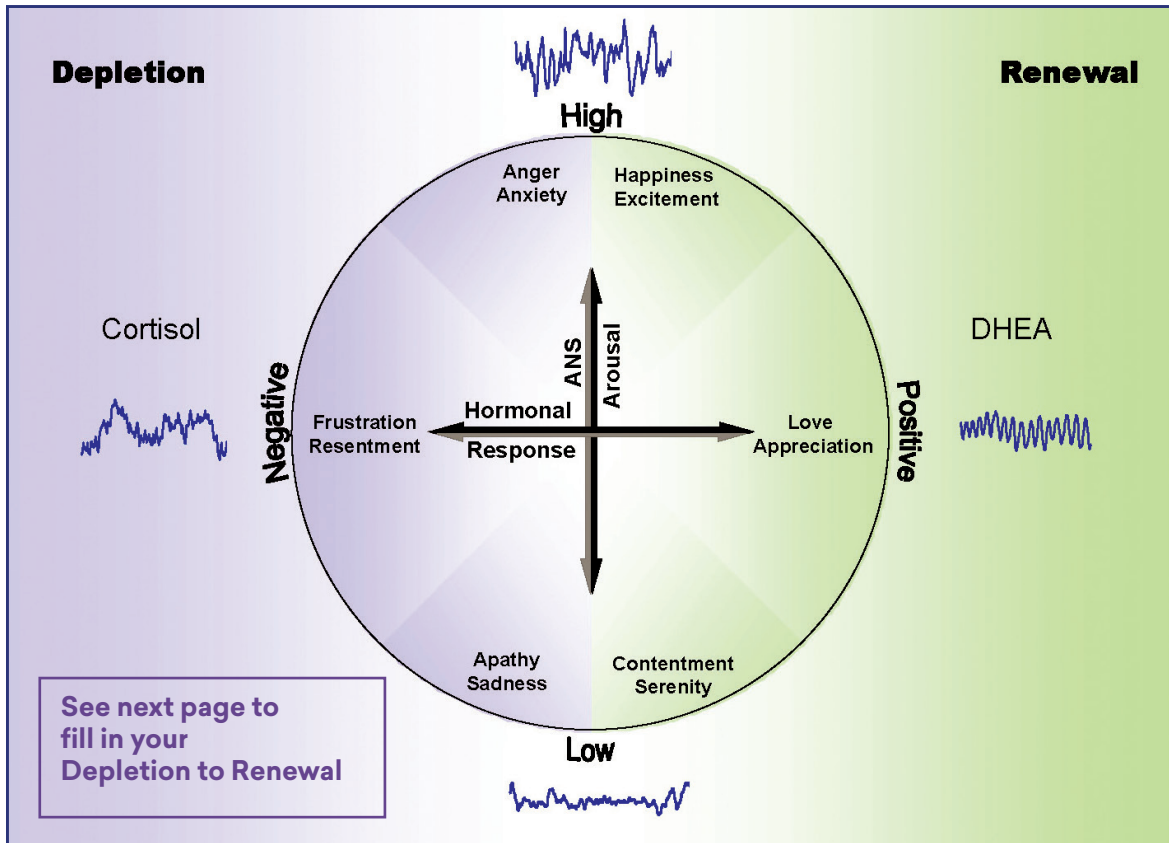 Depletion
Renewal
High
Anger
Anxiety
Happiness
Excitement
Cortisol
DHEA
ANS
Arousal
Negative
Frustration
Resentment
Hormonal
Response
Love
Appreciation
Positive
Apathy
Sadness
Contentment
Serenity
Low
See next page to
fill in your
Depletion to Renewal